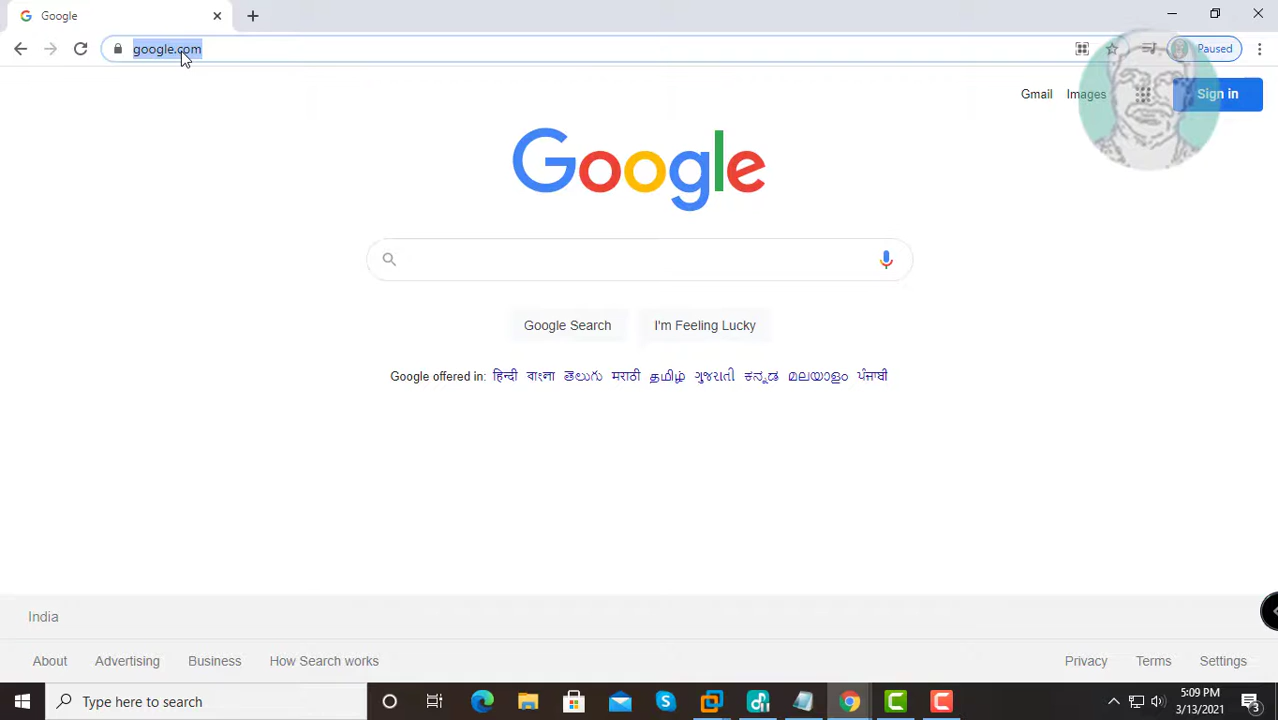 Google
google.com
Paused
Gmail Images Sign in
Google
Google Search I'm Feeling Lucky
Google offered in: हिन्दी বাংলা తెలుగు मराठी தமிழ் ગુજરાતી ಕನ್ನಡ മലയാളം ਪੰਜਾਬੀ
India
About Advertising Business How Search works Privacy Terms Settings
Type here to search
5:09 PM
3/13/2021
3